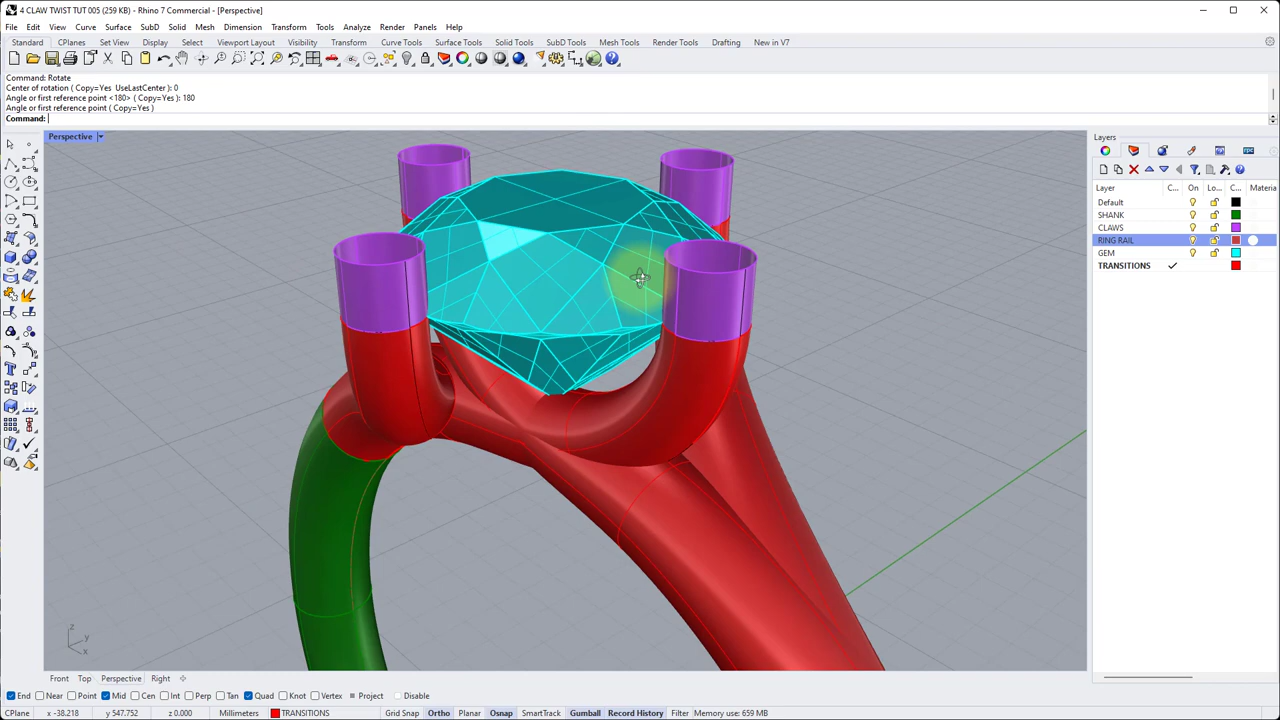 4 CLAW TWIST TUT 005 (259 KB) - Rhino 7 Commercial - [Perspective]
File Edit View Curve Surface SubD Solid Mesh Dimension Transform Tools Analyze Render Panels Help
Standard CPlanes Set View Display Select Viewport Layout Visibility Transform Curve Tools Surface Tools Solid Tools SubD Tools Mesh Tools Render Tools Drafting New in V7
Command: Rotate
Center of rotation ( Copy=Yes UseLastCenter ): 0
Angle or first reference point <180> ( Copy=Yes ): 180
Angle or first reference point ( Copy=Yes )
Command:
Perspective
Layers
Layer C... On Lo... C... Materia
Default
SHANK
CLAWS
RING RAIL
GEM
TRANSITIONS
z
y
x
Front Top Perspective Right
End Near Point Mid Cen Int Perp Tan Quad Knot Vertex Project Disable
CPlane x -38.218 y 547.752 z 0.000 Millimeters TRANSITIONS Grid Snap Ortho Planar Osnap SmartTrack Gumball Record History Filter Memory use: 659 MB